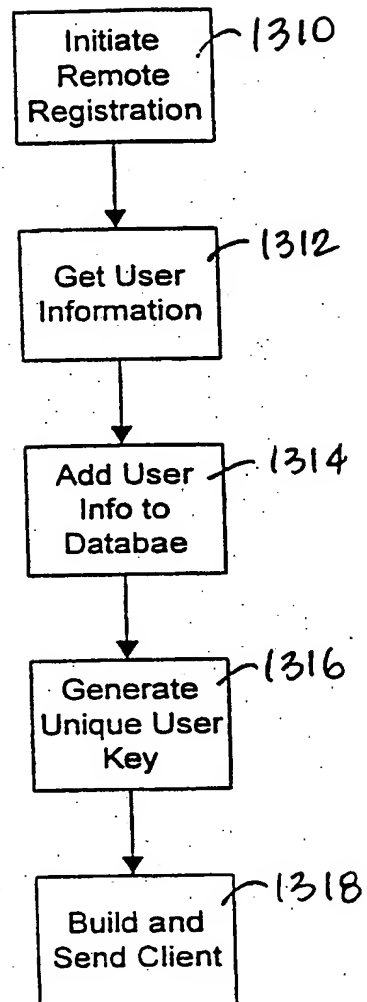 Initiate
Remote
Registration
1310
Get User
Information
1312
Add User
Info to
Databae
1314
Generate
Unique User
Key
1316
Build and
Send Client
1318